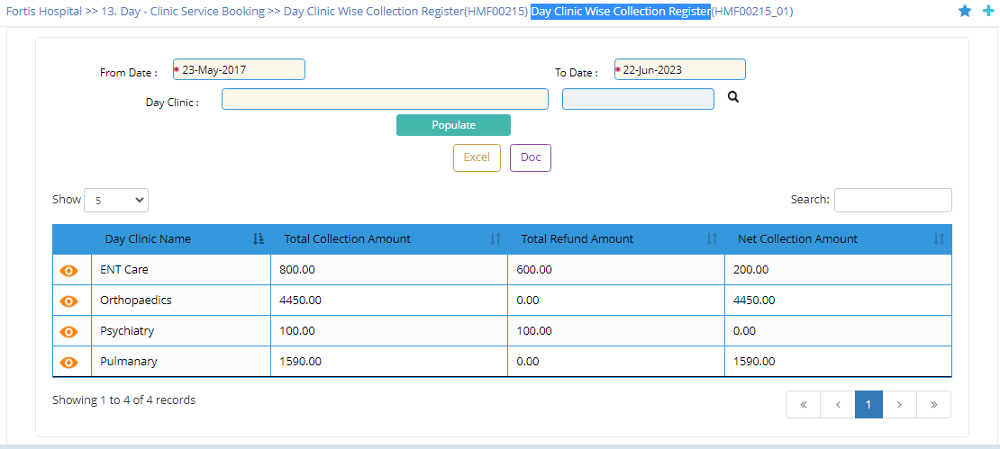 Fortis Hospital >> 13. Day - Clinic Service Booking >> Day Clinic Wise Collection Register(HMF00215) Day Clinic Wise Collection Register(HMF00215_01)
From Date : * 23-May-2017 To Date : * 22-Jun-2023
Day Clinic :
Populate
Excel Doc
Show 5 Search:
Day Clinic Name Total Collection Amount Total Refund Amount Net Collection Amount
ENT Care 800.00 600.00 200.00
Orthopaedics 4450.00 0.00 4450.00
Psychiatry 100.00 100.00 0.00
Pulmanary 1590.00 0.00 1590.00
Showing 1 to 4 of 4 records « ‹ 1 › »